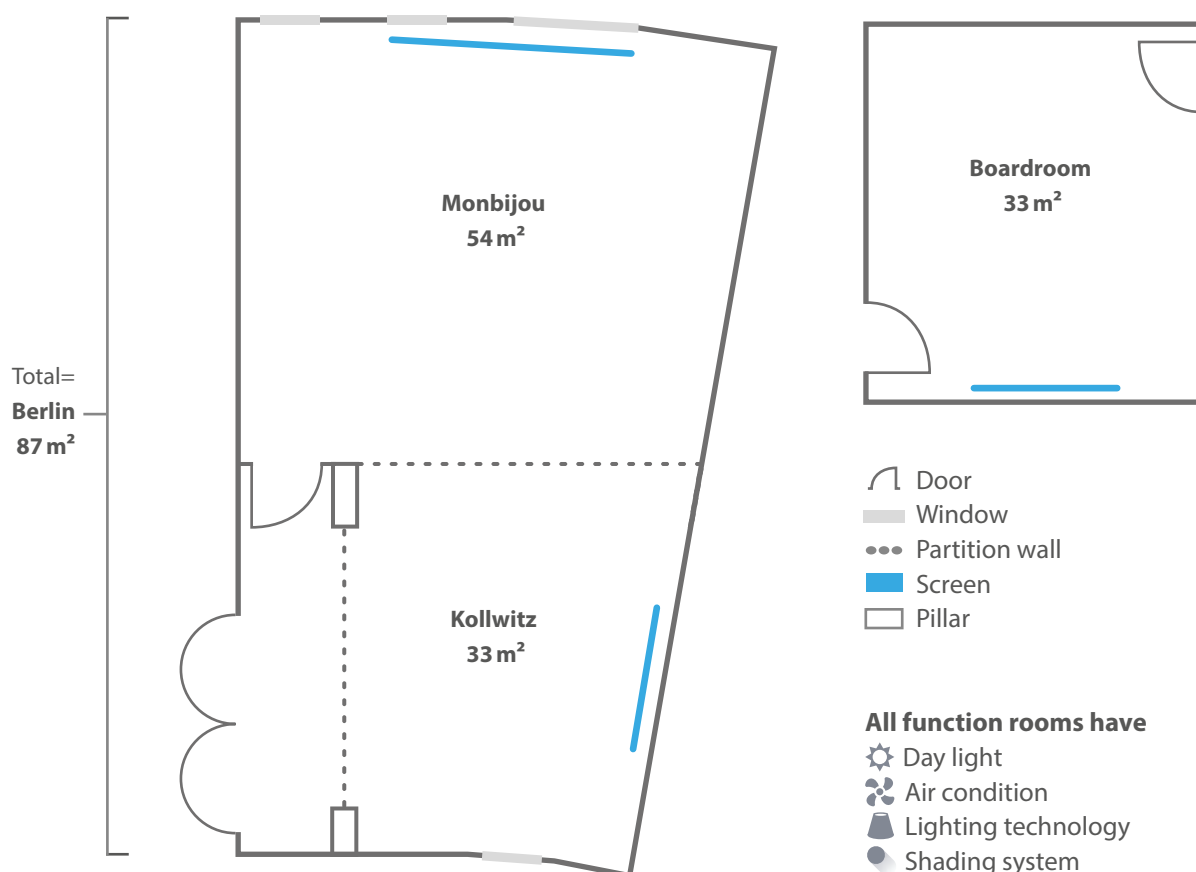 Monbijou
54 m²
Total=
Berlin
87 m²
Kollwitz
33 m²
Boardroom
33 m²
Door
Window
Partition wall
Screen
Pillar
All function rooms have
Day light
Air condition
Lighting technology
Shading system